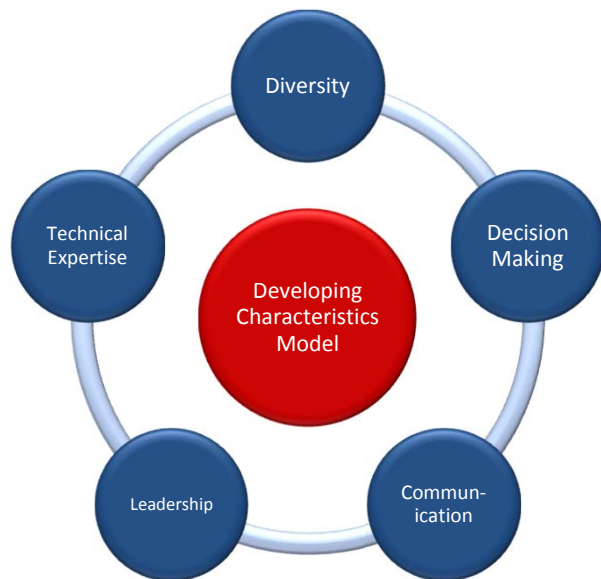 Diversity
Technical
Expertise
Decision
Making
Developing
Characteristics
Model
Leadership
Commun-
ication